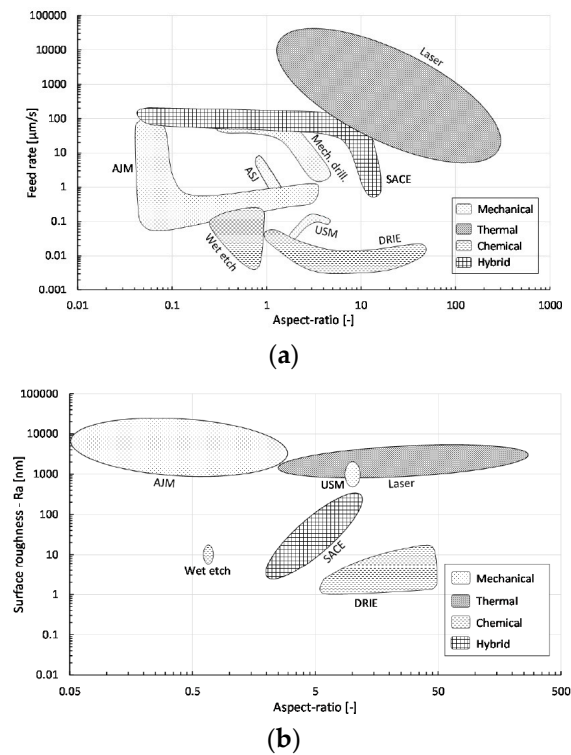 100000
10000
1000
100
10
1
0.1
0.01
0.001
Feed rate [µm/s]
Laser
AJM
ASJ
Mech. drill.
SACE
USM
Wet etch
DRIE
Mechanical
Thermal
Chemical
Hybrid
0.01 0.1 1 10 100 1000
Aspect-ratio [-]
(a)
100000
10000
1000
100
10
1
0.1
0.01
Surface roughness - Ra [nm]
AJM
USM
Laser
SACE
Wet etch
DRIE
Mechanical
Thermal
Chemical
Hybrid
0.05 0.5 5 50 500
Aspect-ratio [-]
(b)